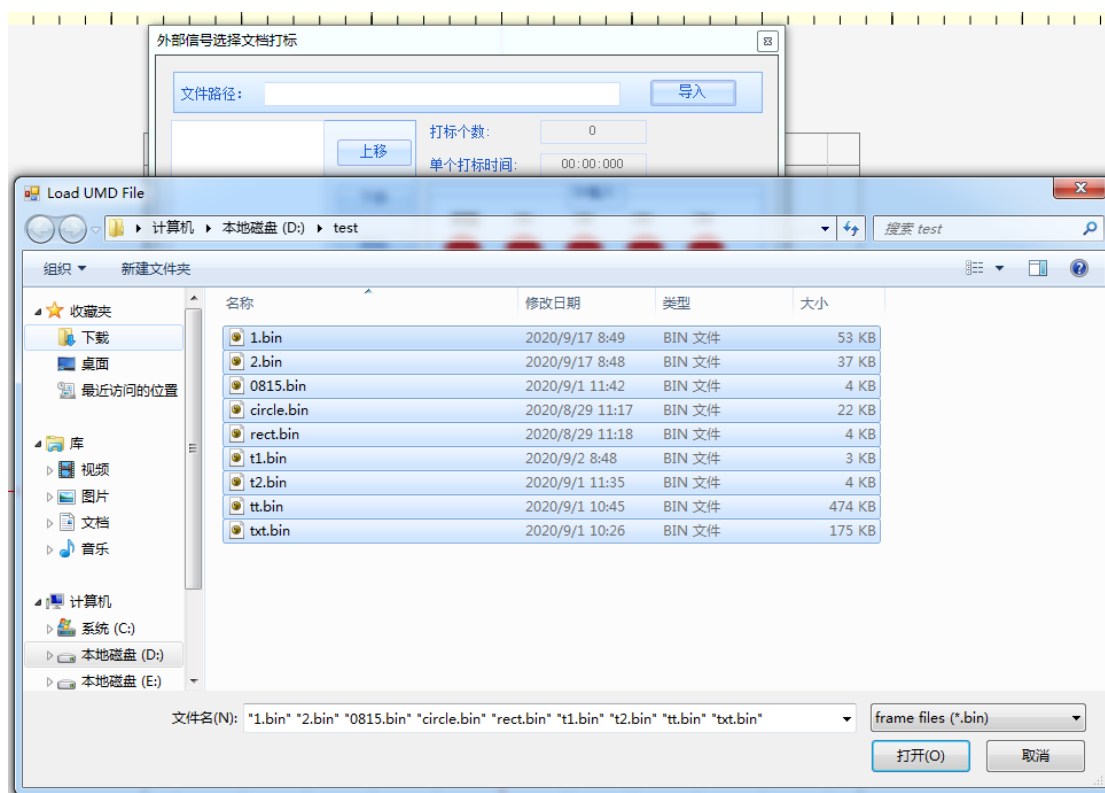 外部信号选择文档打标
文件路径:
导入
上移
打标个数:
0
单个打标时间:
00:00:000
Load UMD File
计算机 本地磁盘 (D:) test
搜索 test
组织 新建文件夹
名称 修改日期 类型 大小
收藏夹
下载
桌面
最近访问的位置
库
视频
图片
文档
音乐
计算机
系统 (C:)
本地磁盘 (D:)
本地磁盘 (E:)
1.bin 2020/9/17 8:49 BIN 文件 53 KB
2.bin 2020/9/17 8:48 BIN 文件 37 KB
0815.bin 2020/9/1 11:42 BIN 文件 4 KB
circle.bin 2020/8/29 11:17 BIN 文件 22 KB
rect.bin 2020/8/29 11:18 BIN 文件 4 KB
t1.bin 2020/9/2 8:48 BIN 文件 3 KB
t2.bin 2020/9/1 11:35 BIN 文件 4 KB
tt.bin 2020/9/1 10:45 BIN 文件 474 KB
txt.bin 2020/9/1 10:26 BIN 文件 175 KB
文件名(N): "1.bin" "2.bin" "0815.bin" "circle.bin" "rect.bin" "t1.bin" "t2.bin" "tt.bin" "txt.bin"
frame files (*.bin)
打开(O) 取消